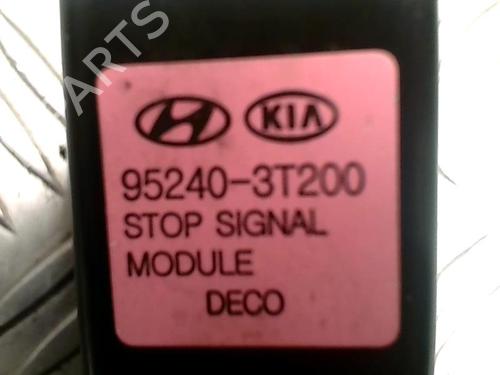 KIA
95240-3T200
STOP SIGNAL
MODULE
DECO
ARTS